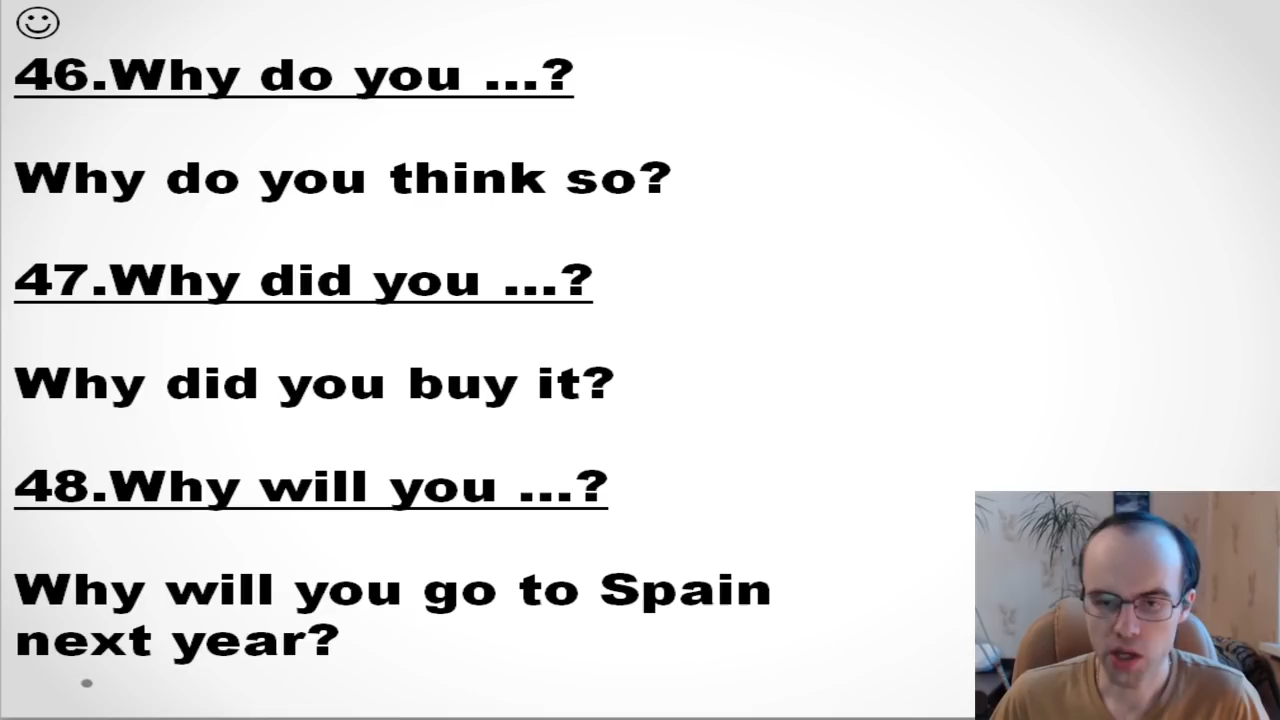 46.Why do you ...?
Why do you think so?
47.Why did you ...?
Why did you buy it?
48.Why will you ...?
Why will you go to Spain
next year?